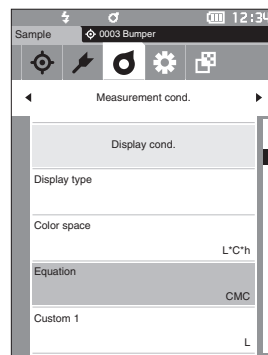 12:34
Sample
0003 Bumper
Measurement cond.
Display cond.
Display type
Color space
L*C*h
Equation
CMC
Custom 1
L